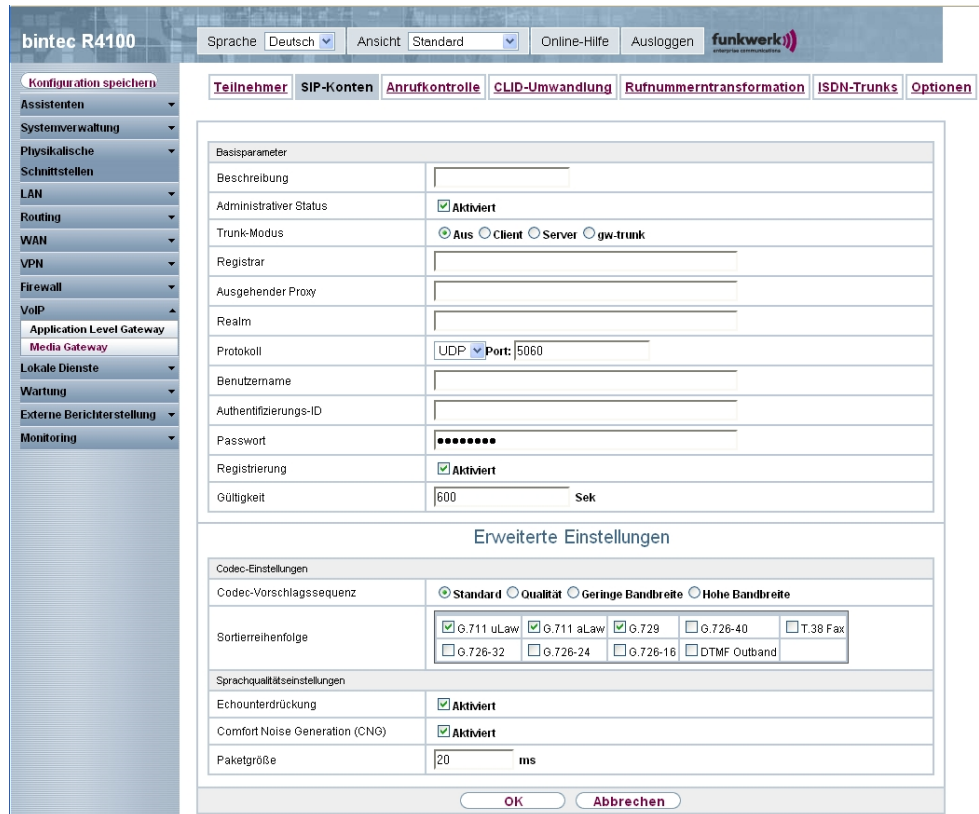 bintec R4100
Sprache Deutsch Ansicht Standard Online-Hilfe Ausloggen funkwerk
enterprise communications
Konfiguration speichern
Assistenten
Systemverwaltung
Physikalische
Schnittstellen
LAN
Routing
WAN
VPN
Firewall
VoIP
Application Level Gateway
Media Gateway
Lokale Dienste
Wartung
Externe Berichterstellung
Monitoring
Teilnehmer SIP-Konten Anrufkontrolle CLID-Umwandlung Rufnummerntransformation ISDN-Trunks Optionen
Basisparameter
Beschreibung
Administrativer Status Aktiviert
Trunk-Modus Aus Client Server gw-trunk
Registrar
Ausgehender Proxy
Realm
Protokoll UDP Port: 5060
Benutzername
Authentifizierungs-ID
Passwort ••••••••
Registrierung Aktiviert
Gültigkeit 600 Sek
Erweiterte Einstellungen
Codec-Einstellungen
Codec-Vorschlagssequenz Standard Qualität Geringe Bandbreite Hohe Bandbreite
Sortierreihenfolge
G.711 uLaw G.711 aLaw G.729 G.726-40 T.38 Fax
G.726-32 G.726-24 G.726-16 DTMF Outband
Sprachqualitätseinstellungen
Echounterdrückung Aktiviert
Comfort Noise Generation (CNG) Aktiviert
Paketgröße 20 ms
OK Abbrechen